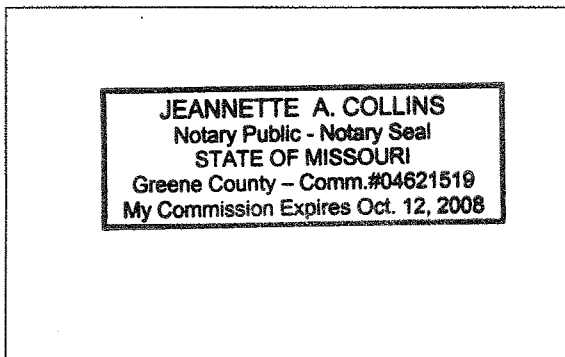 JEANNETTE A. COLLINS
Notary Public - Notary Seal
STATE OF MISSOURI
Greene County – Comm.#04621519
My Commission Expires Oct. 12, 2008